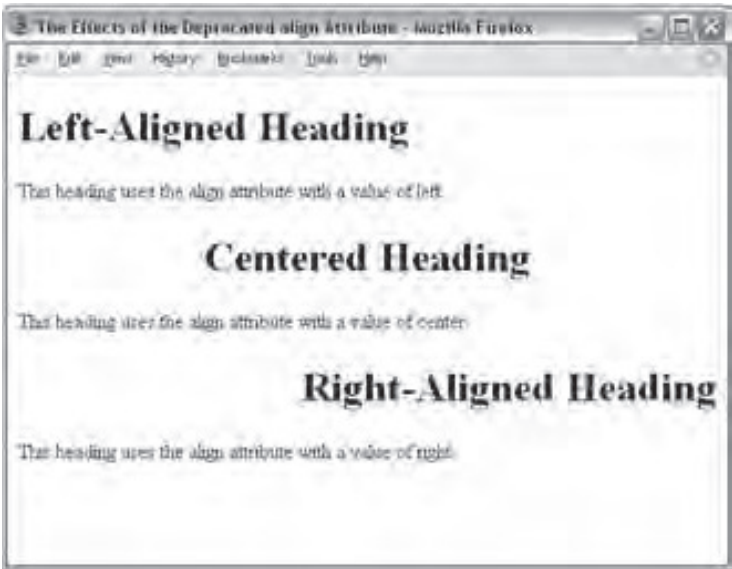 The Effects of the Deprecated align Attribute - Mozilla Firefox
File Edit View History Bookmarks Tools Help
Left-Aligned Heading
This heading uses the align attribute with a value of left.
Centered Heading
This heading uses the align attribute with a value of center.
Right-Aligned Heading
This heading uses the align attribute with a value of right.